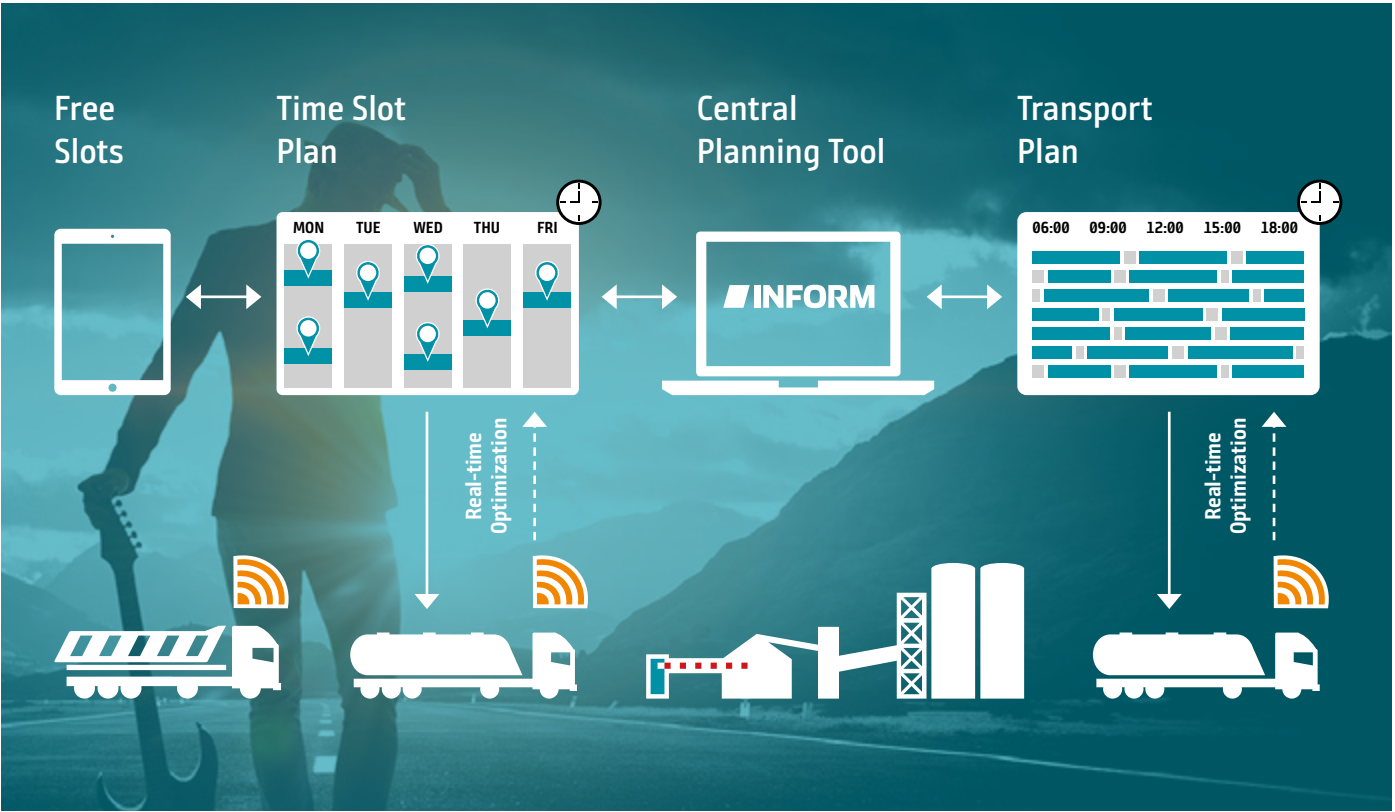 Free
Slots
Time Slot
Plan
Central
Planning Tool
Transport
Plan
MON TUE WED THU FRI
INFORM
06:00 09:00 12:00 15:00 18:00
Real-time
Optimization
Real-time
Optimization